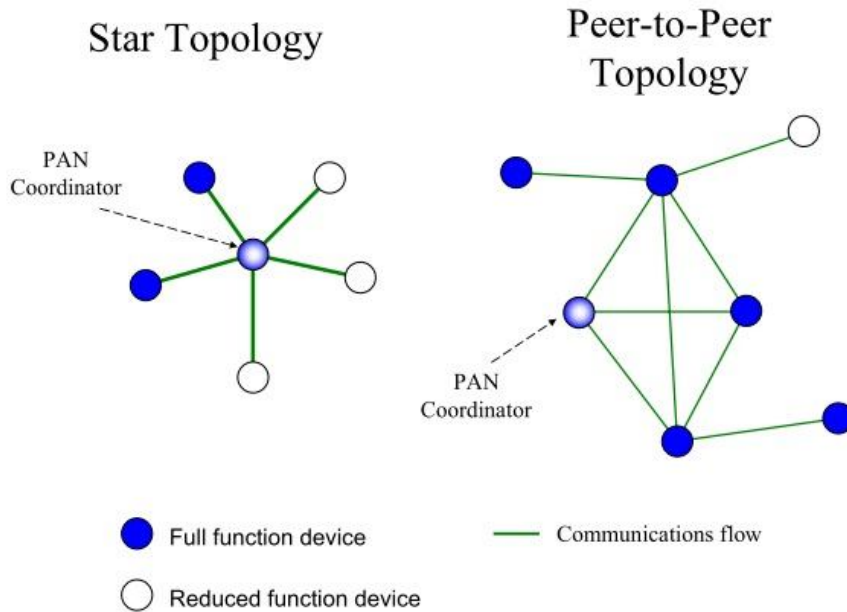 Star Topology
Peer-to-Peer
Topology
PAN
Coordinator
PAN
Coordinator
Full function device
Communications flow
Reduced function device